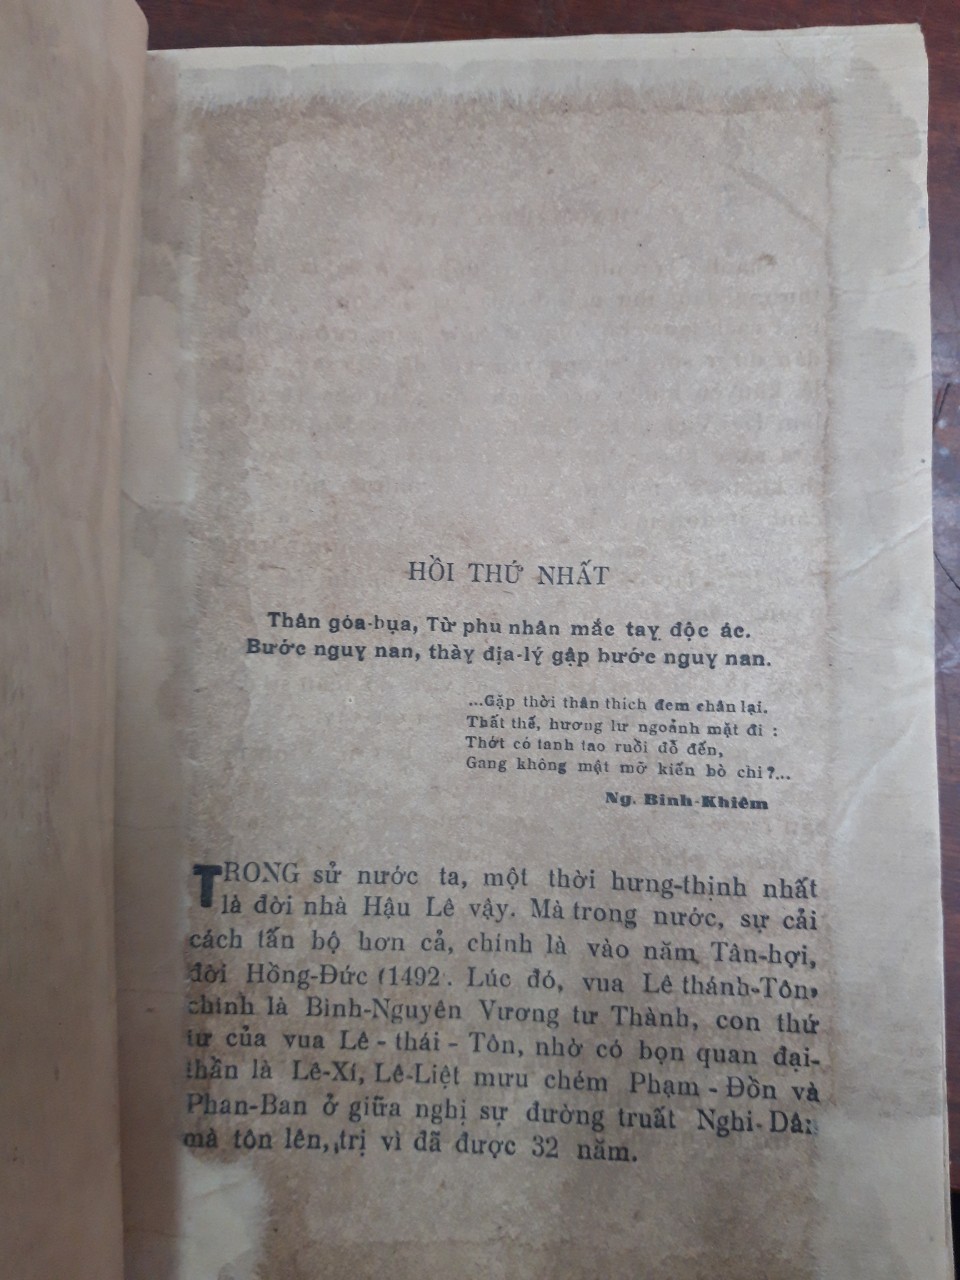 HỒI THỨ NHẤT
Thân góa-bụa, Từ phu nhân mắc tay độc ác.
Bước nguy nan, thày địa-lý gặp bước nguy nan.
...Gặp thời thân thích đem chân lại.
Thất thế, hương lư ngoảnh mặt đi :
Thớt có tanh tao ruồi đỗ đến,
Gang không mật mỡ kiến bò chi?...
Ng. Binh-Khiêm
TRONG sử nước ta, một thời hưng-thịnh nhất
là đời nhà Hậu Lê vậy. Mà trong nước, sự cải
cách tấn bộ hơn cả, chính là vào năm Tân-hợi,
đời Hồng-Đức (1492. Lúc đó, vua Lê thánh-Tôn,
chính là Bình-Nguyên Vương tư Thành, con thứ
tư của vua Lê - thái - Tôn, nhờ có bọn quan đại-
thần là Lê-Xí, Lê-Liệt mưu chém Phạm - Đồn và
Phan-Ban ở giữa nghị sự đường truất Nghi-Dân
mà tôn lên, trị vì đã được 32 năm.